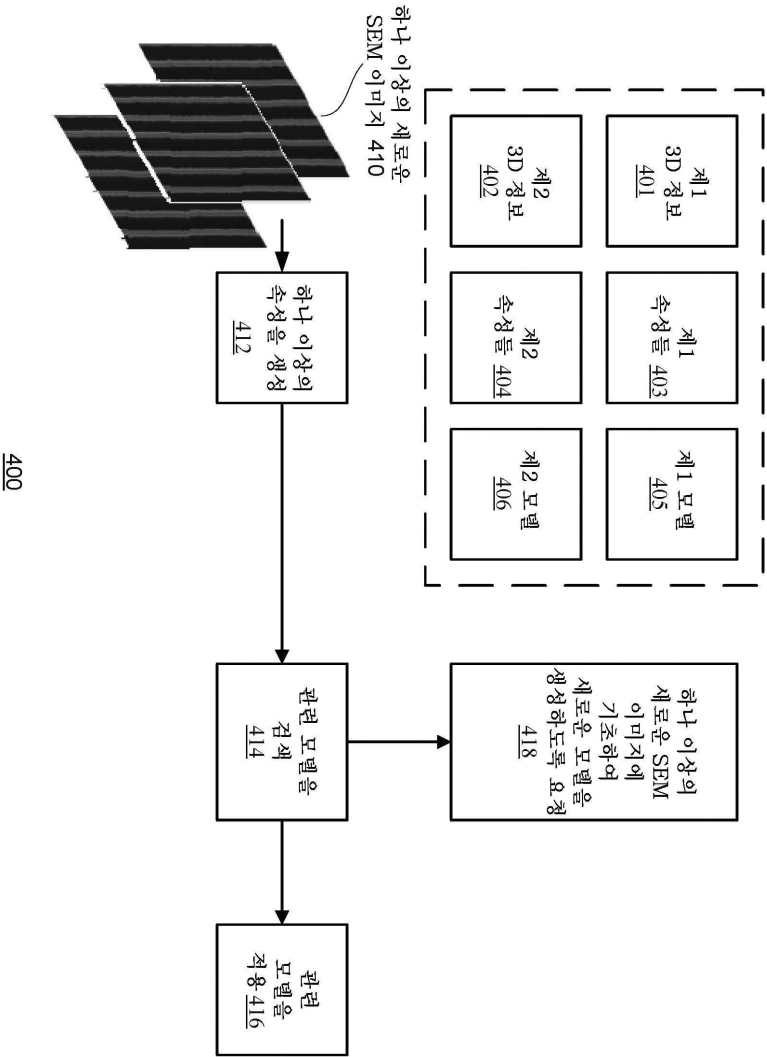 제1
3D 정보
401
제1
속성들 403
제1 모델
405
제2
3D 정보
402
제2
속성들 404
제2 모델
406
하나 이상의
새로운 SEM
이미지에
기초하여
새로운 모델을
생성하도록 요청
418
하나 이상의 새로운
SEM 이미지 410
하나 이상의
속성을 생성
412
관련 모델을
검색
414
관련
모델을
적용 416
400